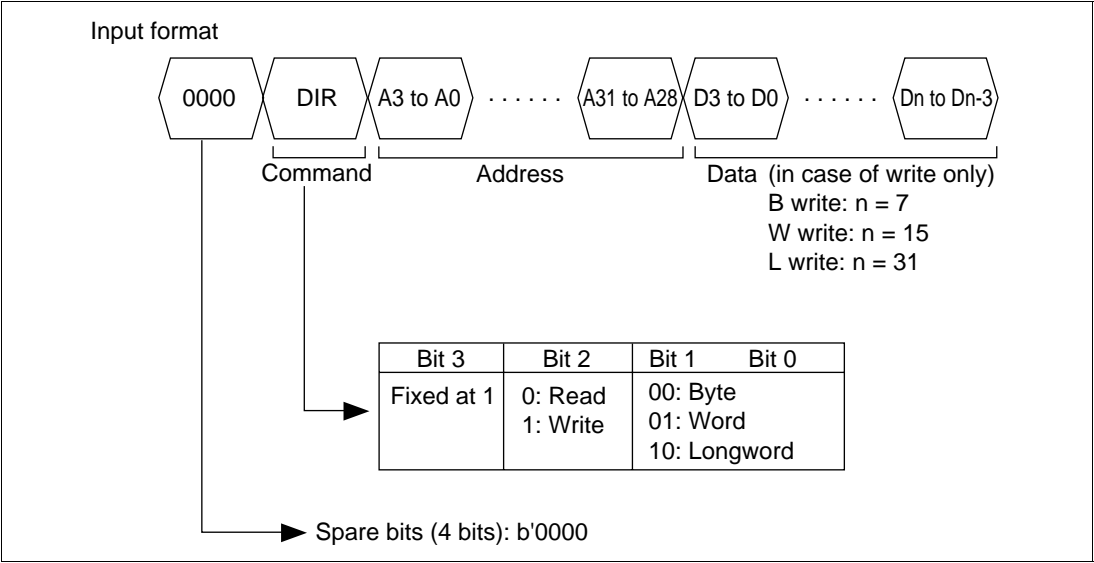 Input format
0000 DIR A3 to A0 ...... A31 to A28 D3 to D0 ...... Dn to Dn-3
Command Address Data (in case of write only)
B write: n = 7
W write: n = 15
L write: n = 31
Bit 3 Bit 2 Bit 1 Bit 0
Fixed at 1 0: Read 00: Byte
1: Write 01: Word
10: Longword
Spare bits (4 bits): b'0000